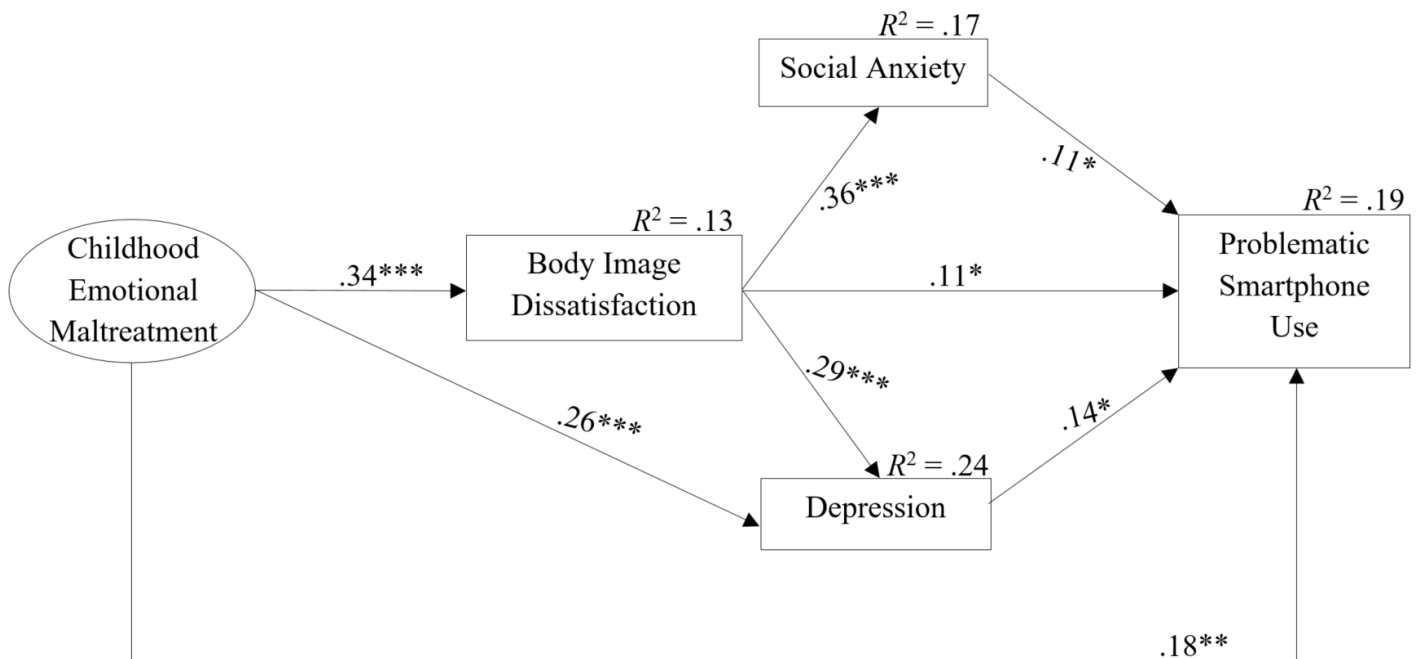 R² = .17
Social Anxiety
.11*
.36***
R² = .19
R² = .13
Childhood
Emotional
Maltreatment
.34***
Body Image
Dissatisfaction
.11*
Problematic
Smartphone
Use
.29***
.26***
.14*
R² = .24
Depression
.18**